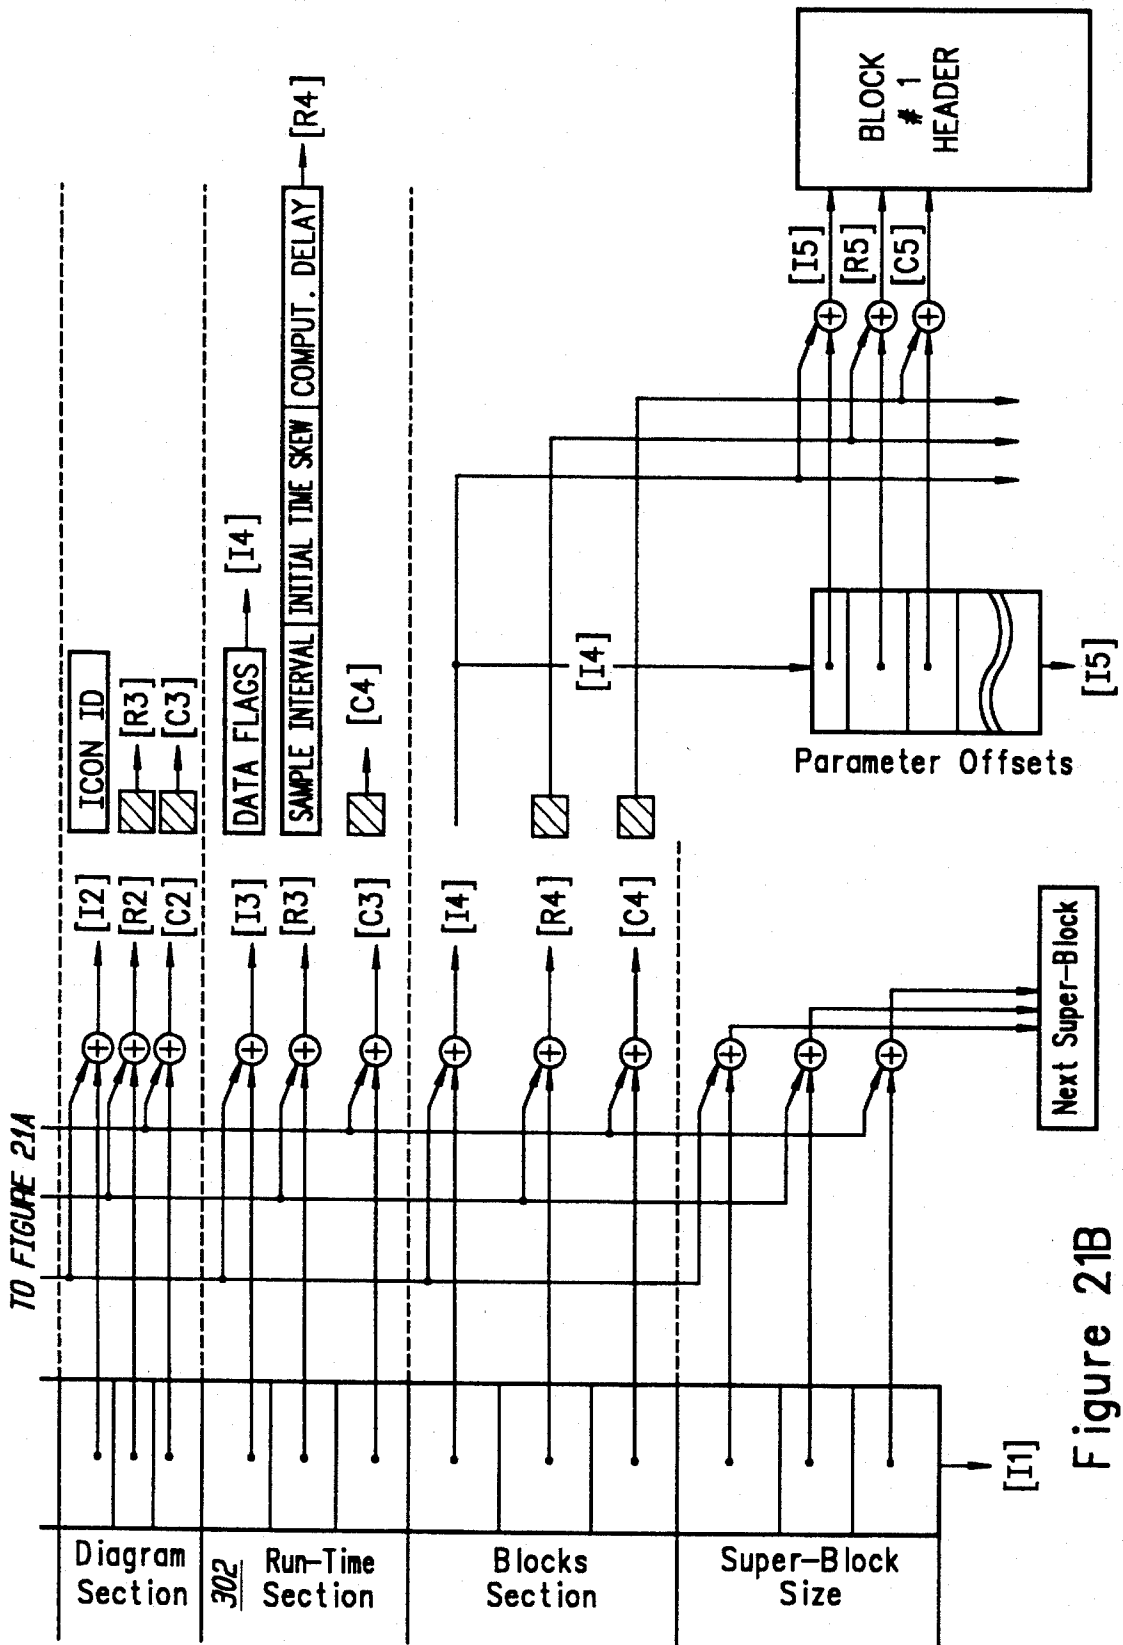 TO FIGURE 21A
Diagram
Section
[I2]
[R2]
[C2]
ICON ID
[R3]
[C3]
302
Run-Time
Section
[I3]
[R3]
[C3]
DATA FLAGS
[I4]
SAMPLE INTERVAL
INITIAL TIME SKEW
COMPUT. DELAY
[R4]
[C4]
Blocks
Section
[I4]
[R4]
[C4]
[I4]
Super-Block
Size
[I1]
Next Super-Block
Parameter Offsets
[I5]
[I5]
[R5]
[C5]
BLOCK
# 1
HEADER
Figure 21B